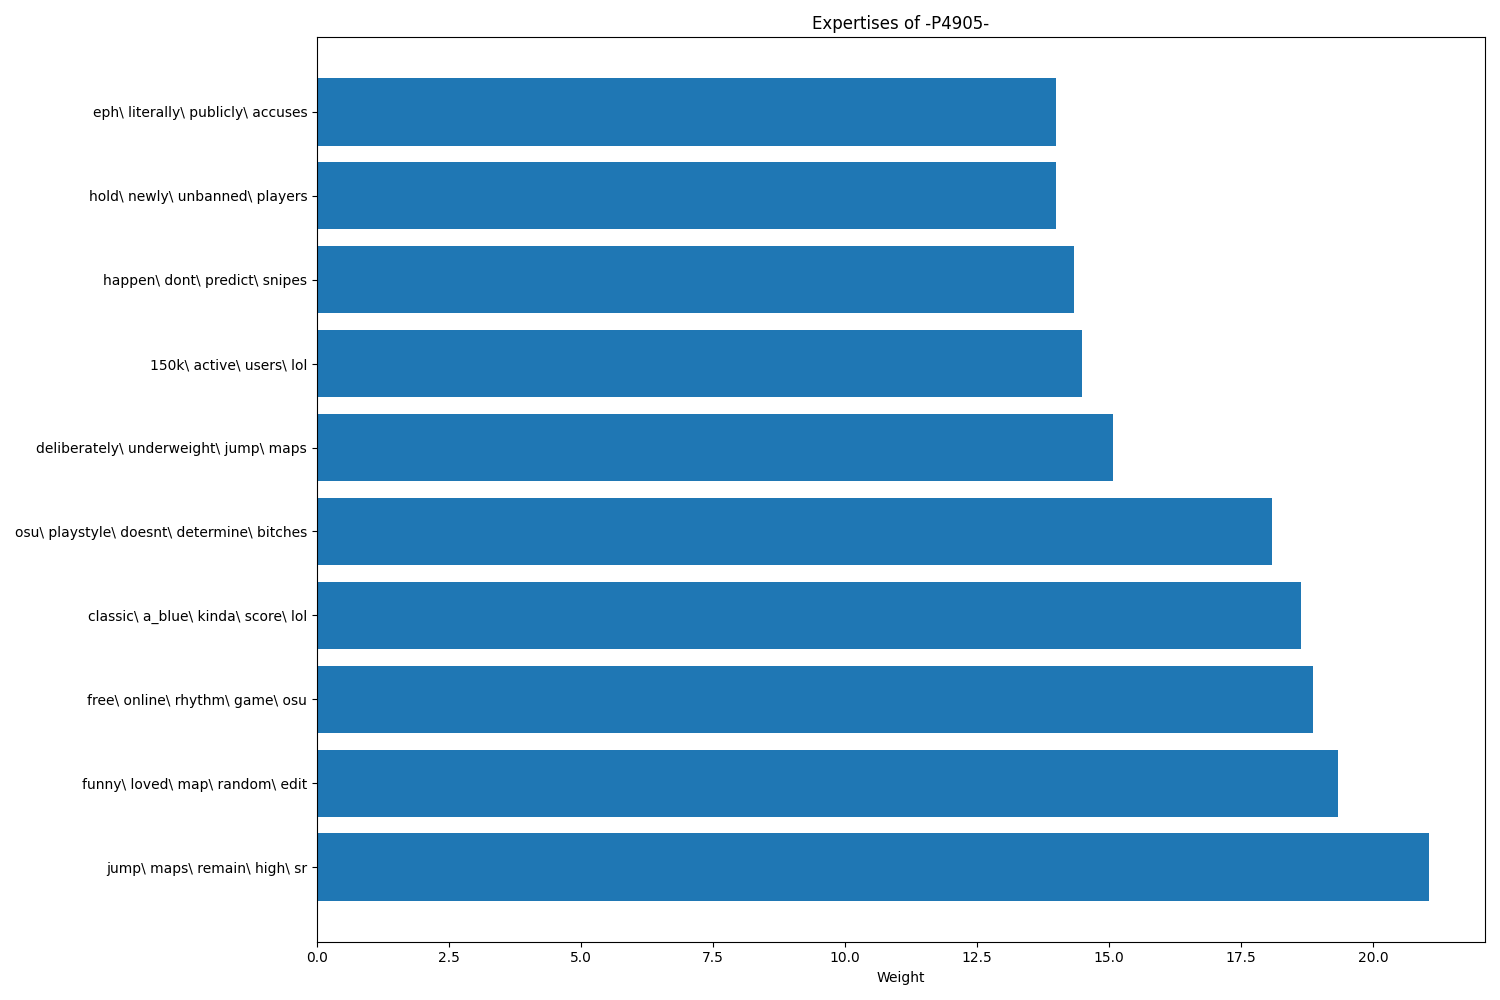 Expertises of -P4905-
eph\ literally\ publicly\ accuses
hold\ newly\ unbanned\ players
happen\ dont\ predict\ snipes
150k\ active\ users\ lol
deliberately\ underweight\ jump\ maps
osu\ playstyle\ doesnt\ determine\ bitches
classic\ a_blue\ kinda\ score\ lol
free\ online\ rhythm\ game\ osu
funny\ loved\ map\ random\ edit
jump\ maps\ remain\ high\ sr
0.0 2.5 5.0 7.5 10.0 12.5 15.0 17.5 20.0
Weight